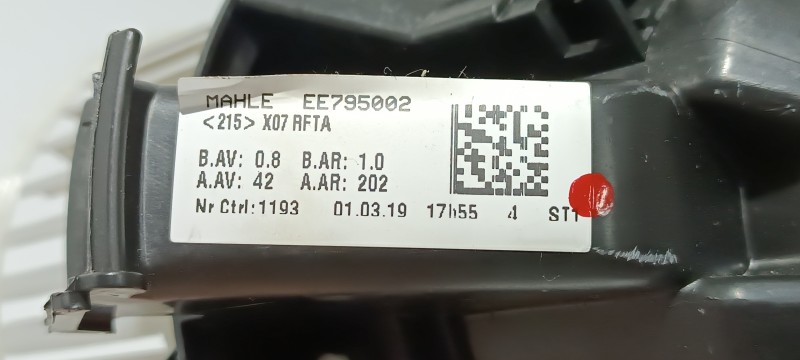 MAHLE EE795002
<215> X07 RFTA
B.AV: 0.8 B.AR: 1.0
A.AV: 42 A.AR: 202
Nr Ctrl: 1193 01.03.19 17h55 4 ST1